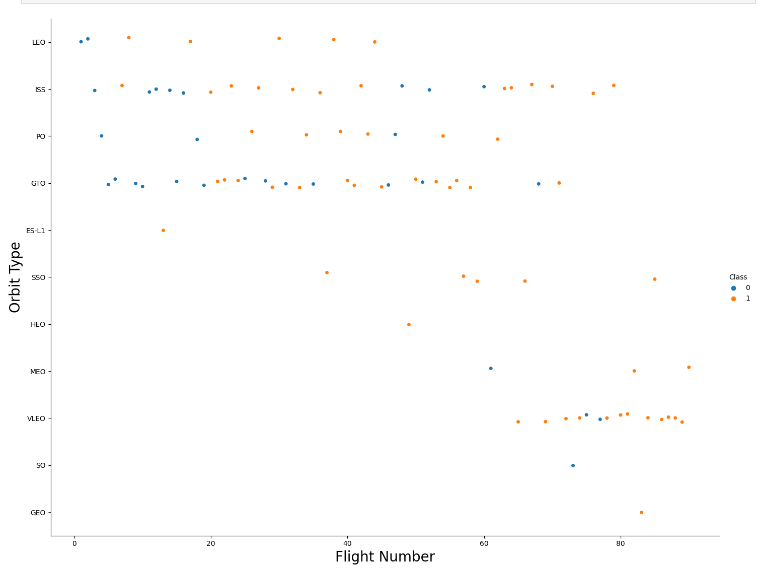 LEO
ISS
PO
GTO
ES-L1
SSO
HEO
MEO
VLEO
SO
GEO
Orbit Type
0
20
40
60
80
Flight Number
Class
0
1